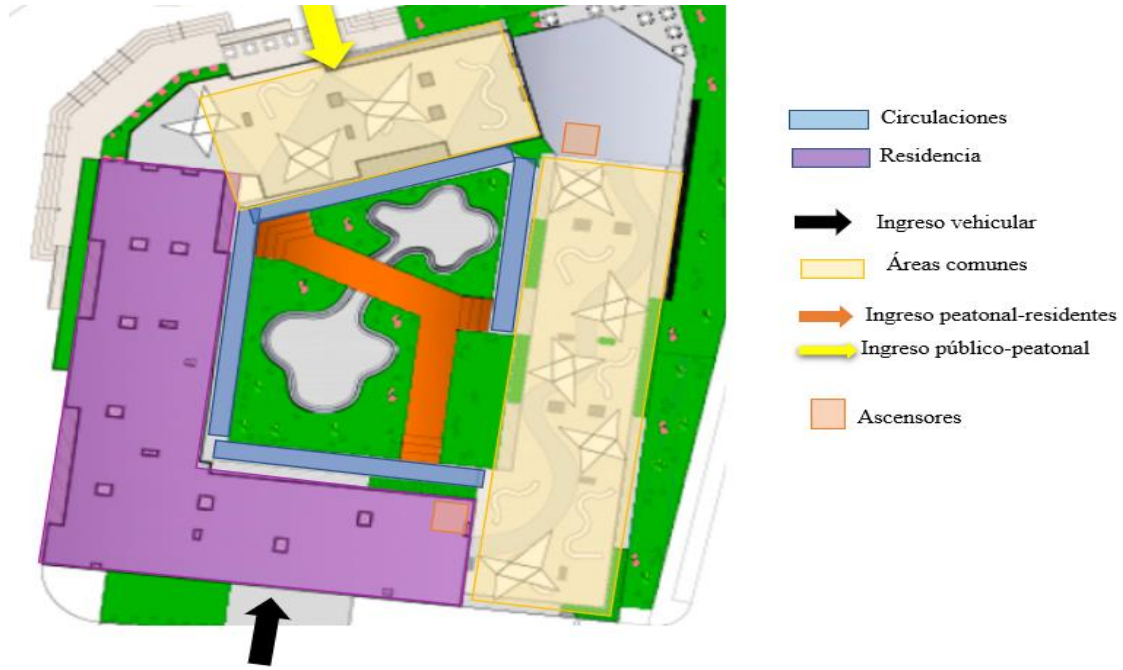 Circulaciones
Residencia
Ingreso vehicular
Áreas comunes
Ingreso peatonal-residentes
Ingreso público-peatonal
Ascensores